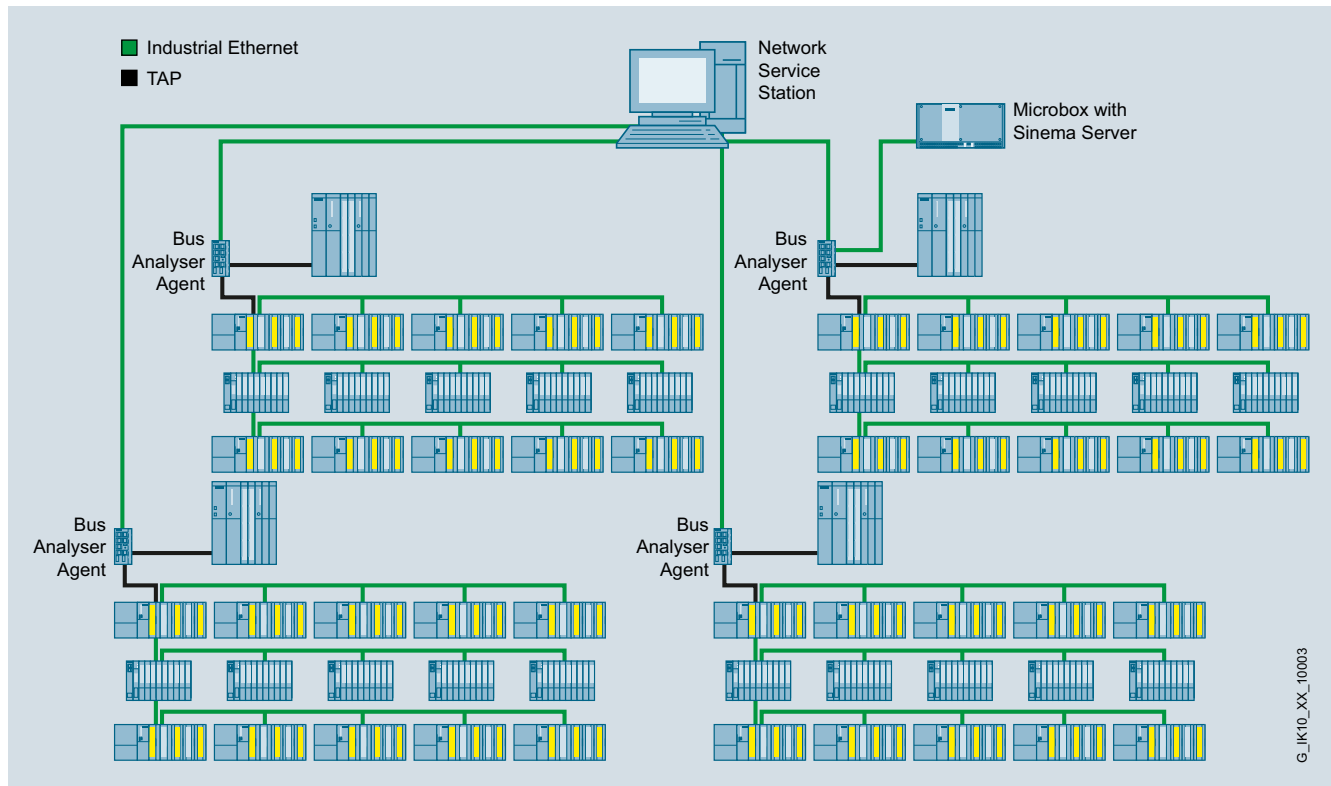 Industrial Ethernet
TAP
Network
Service
Station
Microbox with
Sinema Server
Bus
Analyser
Agent
Bus
Analyser
Agent
Bus
Analyser
Agent
Bus
Analyser
Agent
G_IK10_XX_10003